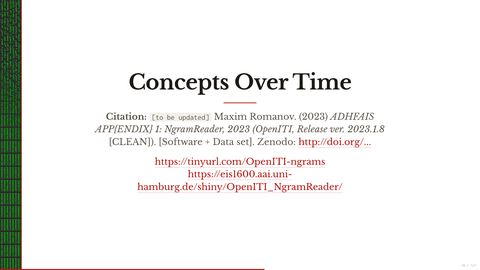 Concepts Over Time
Citation: [to be updated] Maxim Romanov. (2023) ADHFAIS
APP{ENDIX} 1: NgramReader, 2023 (OpenITI, Release ver. 2023.1.8
[CLEAN]). [Software + Data set]. Zenodo: http://doi.org/...
https://tinyurl.com/OpenITI-ngrams
https://eis1600.aai.uni-
hamburg.de/shiny/OpenITI_NgramReader/